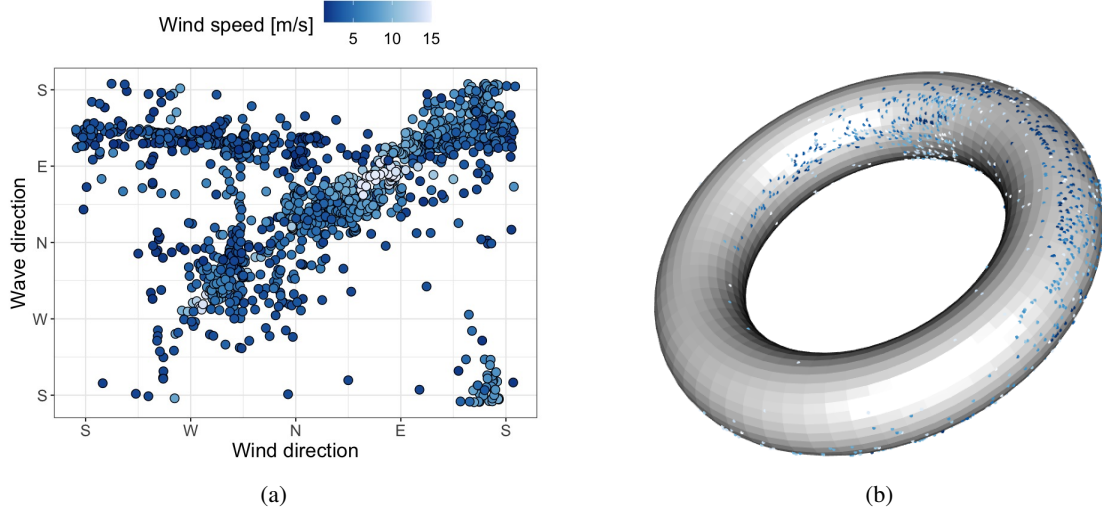 Wind speed [m/s]
5 10 15
Wave direction
S
E
N
W
S
S W N E S
Wind direction
(a) (b)